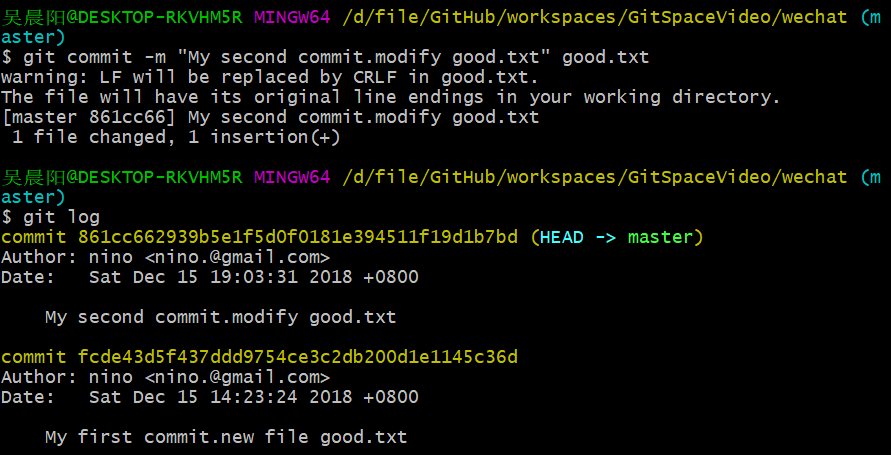 吴晨阳@DESKTOP-RKVHM5R MINGW64 /d/file/GitHub/workspaces/GitSpaceVideo/wechat (m
aster)
$ git commit -m "My second commit.modify good.txt" good.txt
warning: LF will be replaced by CRLF in good.txt.
The file will have its original line endings in your working directory.
[master 861cc66] My second commit.modify good.txt
 1 file changed, 1 insertion(+)
吴晨阳@DESKTOP-RKVHM5R MINGW64 /d/file/GitHub/workspaces/GitSpaceVideo/wechat (m
aster)
$ git log
commit 861cc662939b5e1f5d0f0181e394511f19d1b7bd (HEAD -> master)
Author: nino <nino.@gmail.com>
Date:   Sat Dec 15 19:03:31 2018 +0800
    My second commit.modify good.txt
commit fcde43d5f437ddd9754ce3c2db200d1e1145c36d
Author: nino <nino.@gmail.com>
Date:   Sat Dec 15 14:23:24 2018 +0800
    My first commit.new file good.txt